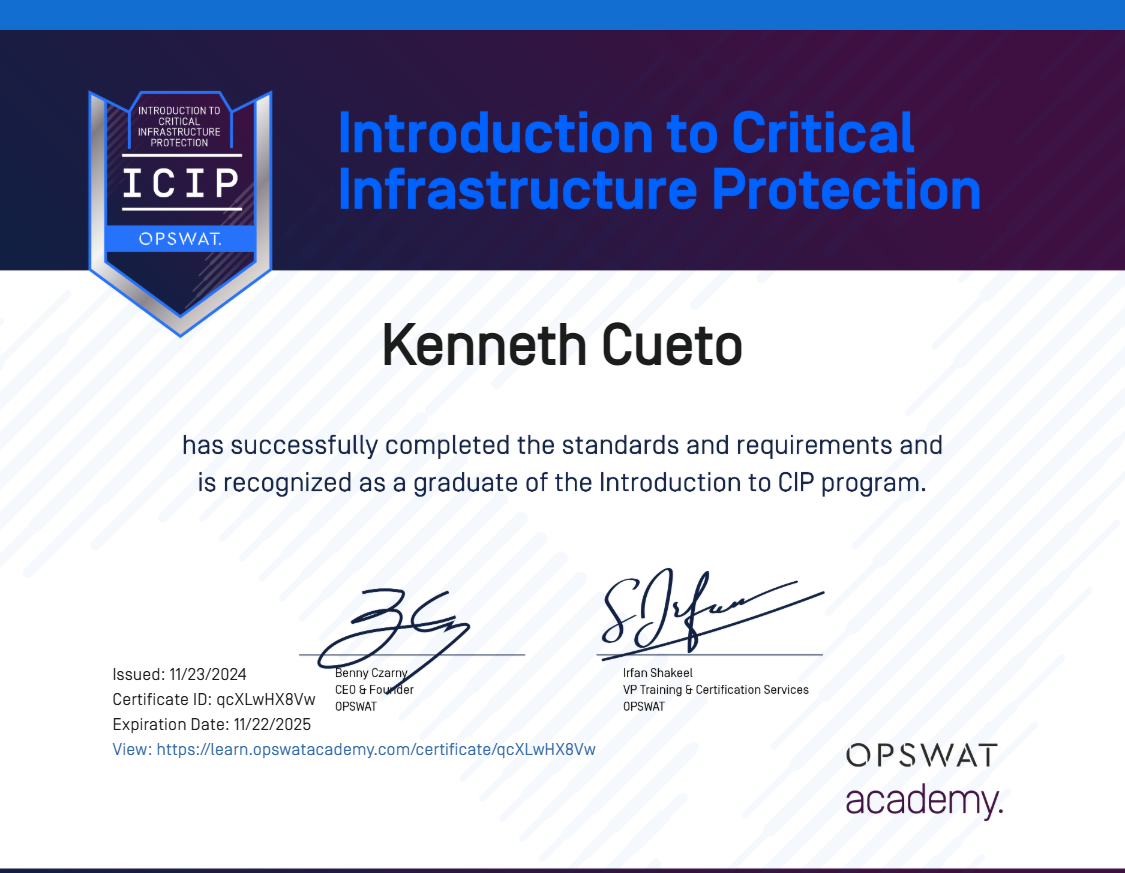 INTRODUCTION TO
CRITICAL
INFRASTRUCTURE
PROTECTION
ICIP
OPSWAT.
Introduction to Critical
Infrastructure Protection
Kenneth Cueto
has successfully completed the standards and requirements and
is recognized as a graduate of the Introduction to CIP program.
Issued: 11/23/2024
Certificate ID: qcXLwHX8Vw
Expiration Date: 11/22/2025
View: https://learn.opswatacademy.com/certificate/qcXLwHX8Vw
Benny Czarny
CEO & Founder
OPSWAT
S Irfan
Irfan Shakeel
VP Training & Certification Services
OPSWAT
OPSWAT
academy.